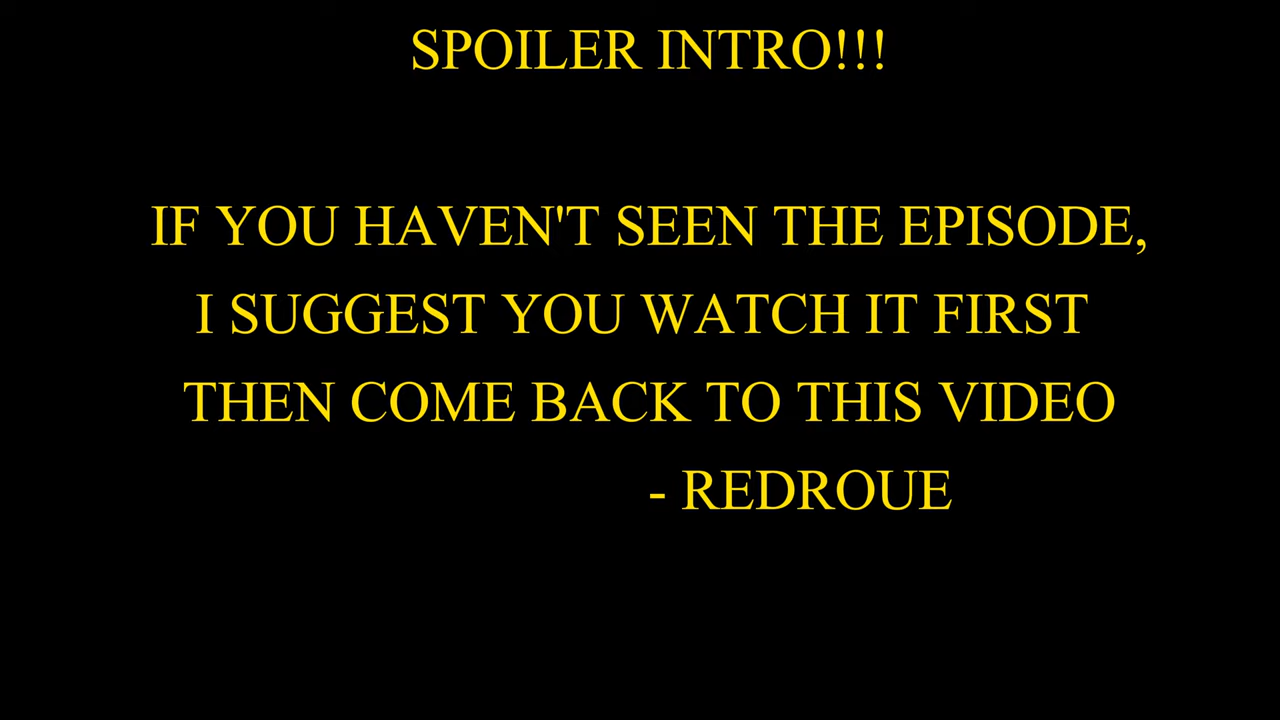 SPOILER INTRO!!!
IF YOU HAVEN'T SEEN THE EPISODE,
I SUGGEST YOU WATCH IT FIRST
THEN COME BACK TO THIS VIDEO
- REDROUE